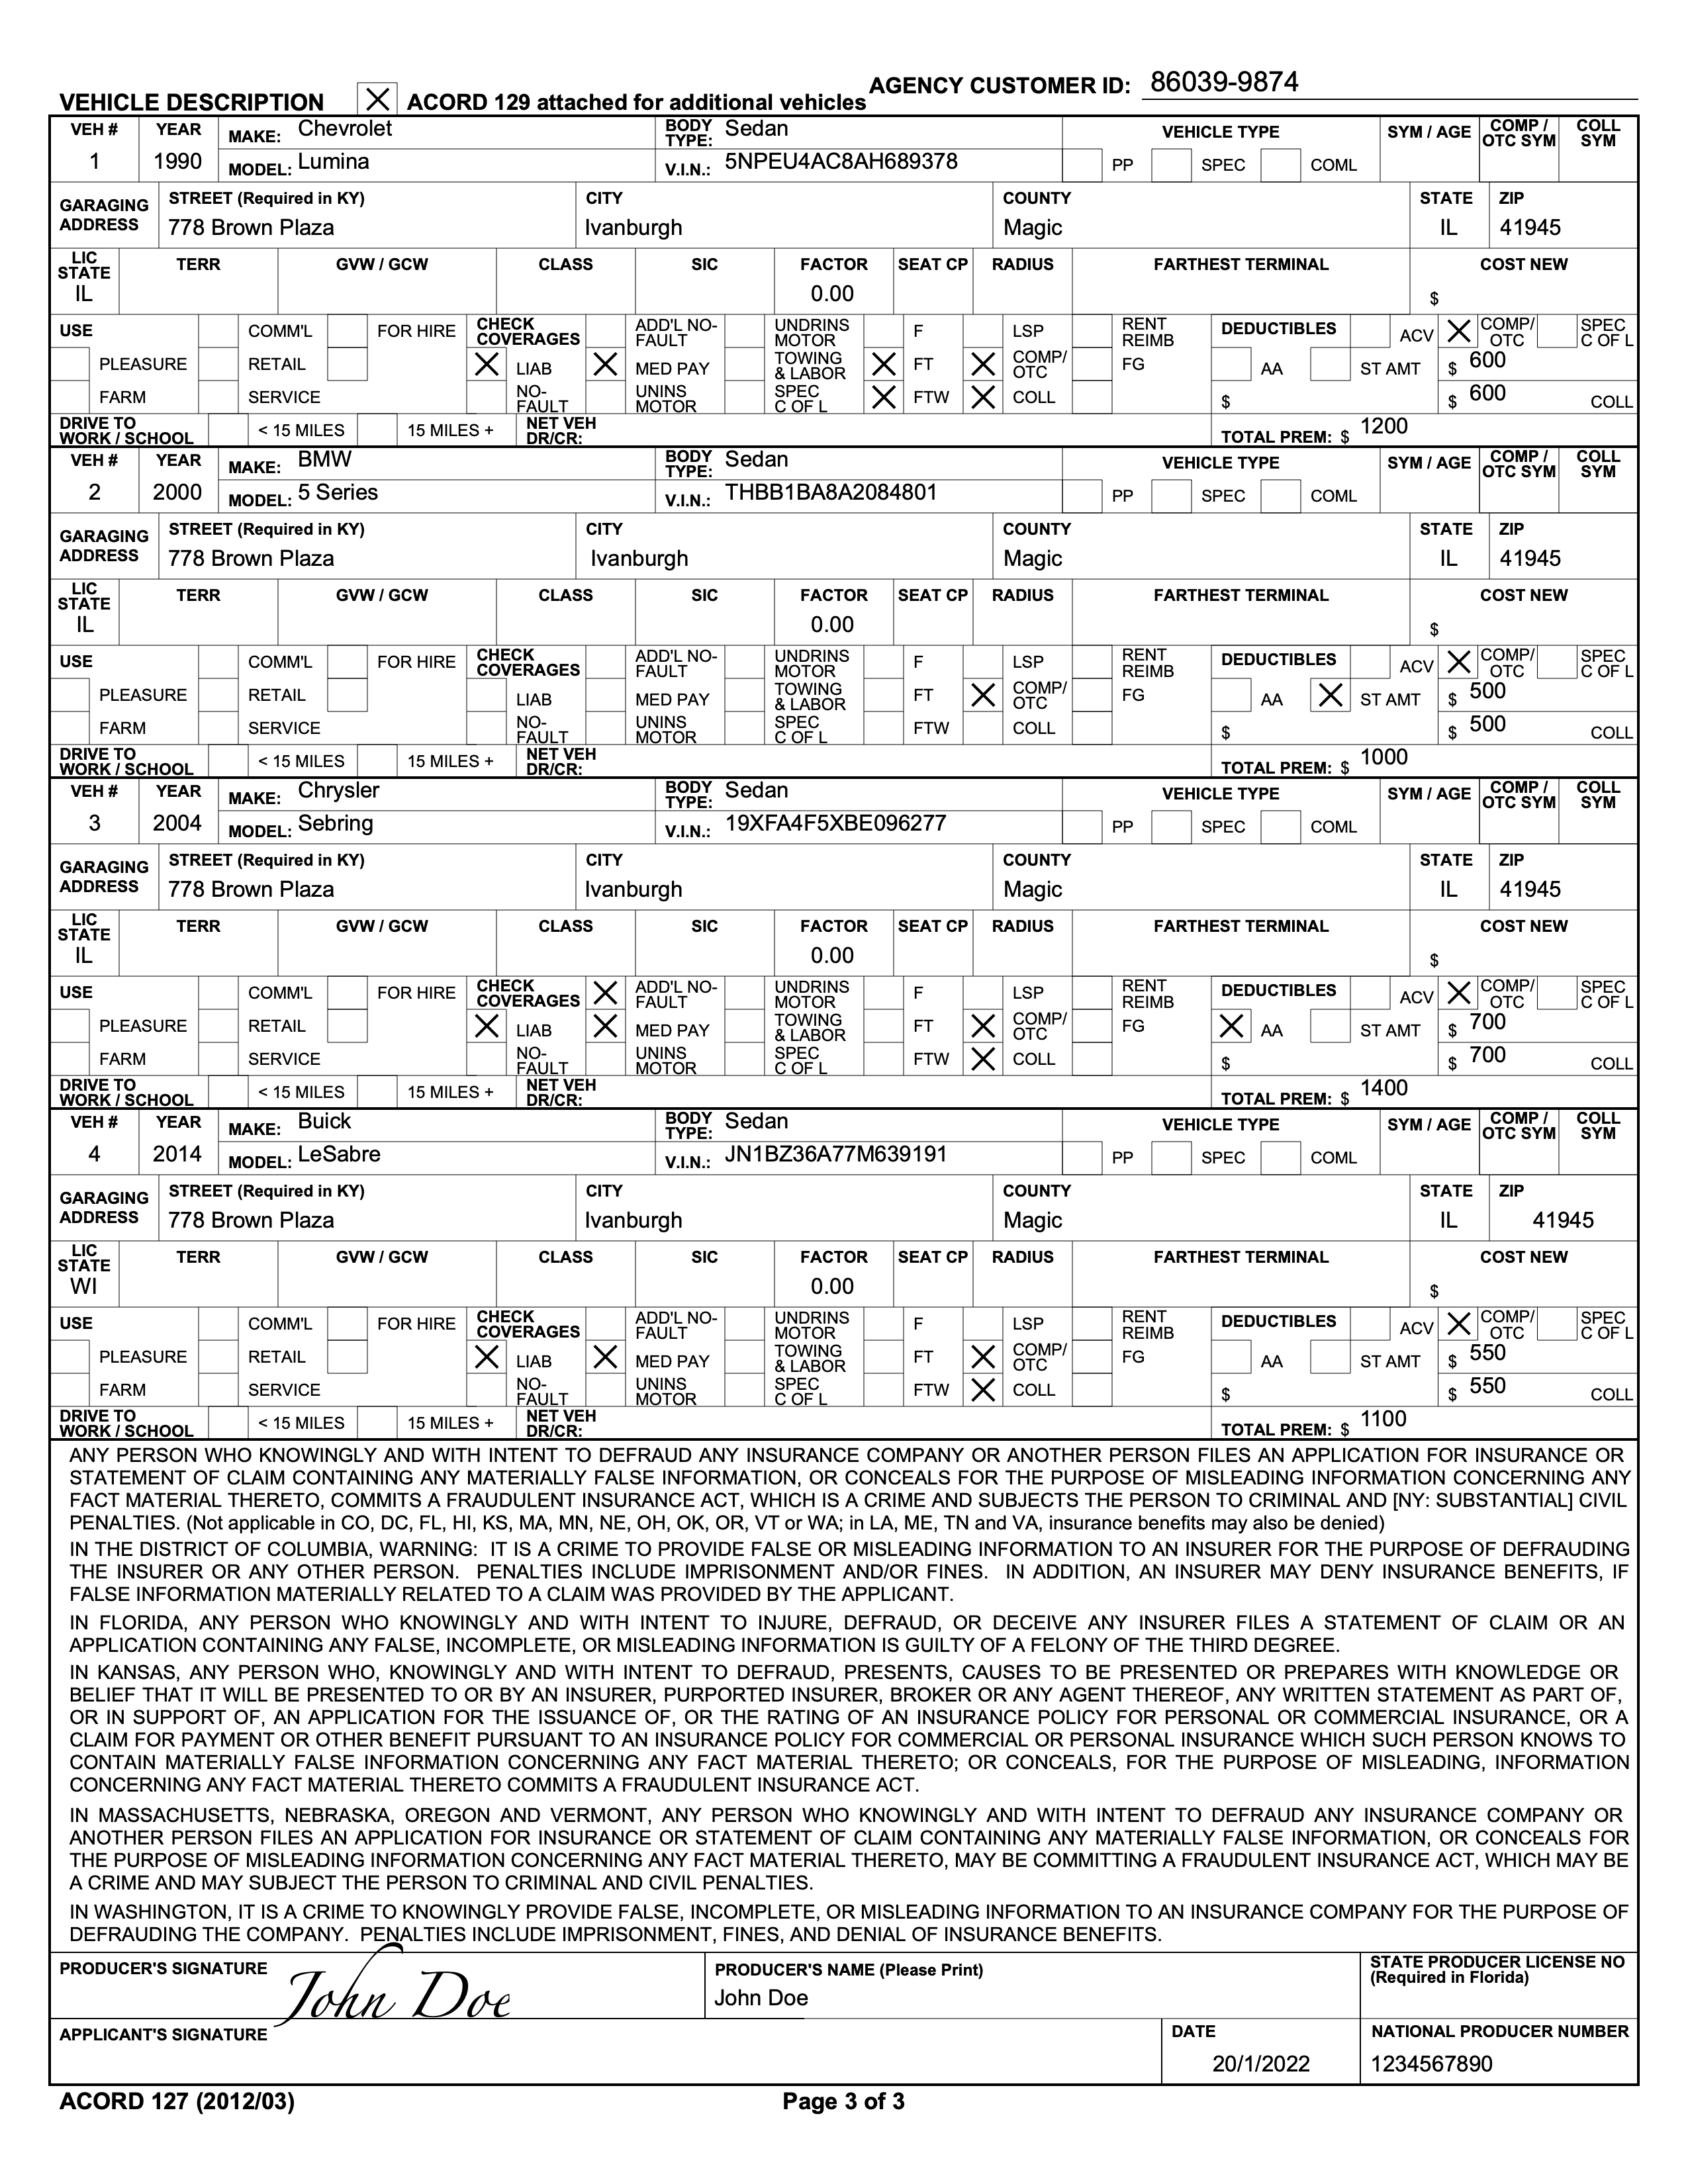 AGENCY CUSTOMER ID: 86039-9874
VEHICLE DESCRIPTION X ACORD 129 attached for additional vehicles
VEH # YEAR MAKE: Chevrolet BODY TYPE: Sedan VEHICLE TYPE SYM / AGE COMP / OTC SYM COLL SYM
1 1990 MODEL: Lumina V.I.N.: 5NPEU4AC8AH689378 PP SPEC COML
GARAGING ADDRESS STREET (Required in KY) CITY COUNTY STATE ZIP
778 Brown Plaza Ivanburgh Magic IL 41945
LIC STATE TERR GVW / GCW CLASS SIC FACTOR SEAT CP RADIUS FARTHEST TERMINAL COST NEW
IL 0.00 $
USE COMM'L FOR HIRE CHECK COVERAGES ADD'L NO-FAULT UNDRINS MOTOR F LSP RENT REIMB DEDUCTIBLES ACV X COMP/ OTC SPEC C OF L
PLEASURE RETAIL X LIAB X MED PAY TOWING & LABOR X FT X COMP/ OTC FG AA ST AMT $ 600
FARM SERVICE NO-FAULT UNINS MOTOR SPEC C OF L X FTW X COLL $ $ 600 COLL
DRIVE TO WORK / SCHOOL < 15 MILES 15 MILES + NET VEH DR/CR: TOTAL PREM: $ 1200
VEH # YEAR MAKE: BMW BODY TYPE: Sedan VEHICLE TYPE SYM / AGE COMP / OTC SYM COLL SYM
2 2000 MODEL: 5 Series V.I.N.: THBB1BA8A2084801 PP SPEC COML
GARAGING ADDRESS STREET (Required in KY) CITY COUNTY STATE ZIP
778 Brown Plaza Ivanburgh Magic IL 41945
LIC STATE TERR GVW / GCW CLASS SIC FACTOR SEAT CP RADIUS FARTHEST TERMINAL COST NEW
IL 0.00 $
USE COMM'L FOR HIRE CHECK COVERAGES ADD'L NO-FAULT UNDRINS MOTOR F LSP RENT REIMB DEDUCTIBLES ACV X COMP/ OTC SPEC C OF L
PLEASURE RETAIL LIAB MED PAY TOWING & LABOR FT X COMP/ OTC FG AA X ST AMT $ 500
FARM SERVICE NO-FAULT UNINS MOTOR SPEC C OF L FTW COLL $ $ 500 COLL
DRIVE TO WORK / SCHOOL < 15 MILES 15 MILES + NET VEH DR/CR: TOTAL PREM: $ 1000
VEH # YEAR MAKE: Chrysler BODY TYPE: Sedan VEHICLE TYPE SYM / AGE COMP / OTC SYM COLL SYM
3 2004 MODEL: Sebring V.I.N.: 19XFA4F5XBE096277 PP SPEC COML
GARAGING ADDRESS STREET (Required in KY) CITY COUNTY STATE ZIP
778 Brown Plaza Ivanburgh Magic IL 41945
LIC STATE TERR GVW / GCW CLASS SIC FACTOR SEAT CP RADIUS FARTHEST TERMINAL COST NEW
IL 0.00 $
USE COMM'L FOR HIRE CHECK COVERAGES X ADD'L NO-FAULT UNDRINS MOTOR F LSP RENT REIMB DEDUCTIBLES ACV X COMP/ OTC SPEC C OF L
PLEASURE RETAIL X LIAB X MED PAY TOWING & LABOR FT X COMP/ OTC FG X AA ST AMT $ 700
FARM SERVICE NO-FAULT UNINS MOTOR SPEC C OF L FTW X COLL $ $ 700 COLL
DRIVE TO WORK / SCHOOL < 15 MILES 15 MILES + NET VEH DR/CR: TOTAL PREM: $ 1400
VEH # YEAR MAKE: Buick BODY TYPE: Sedan VEHICLE TYPE SYM / AGE COMP / OTC SYM COLL SYM
4 2014 MODEL: LeSabre V.I.N.: JN1BZ36A77M639191 PP SPEC COML
GARAGING ADDRESS STREET (Required in KY) CITY COUNTY STATE ZIP
778 Brown Plaza Ivanburgh Magic IL 41945
LIC STATE TERR GVW / GCW CLASS SIC FACTOR SEAT CP RADIUS FARTHEST TERMINAL COST NEW
WI 0.00 $
USE COMM'L FOR HIRE CHECK COVERAGES ADD'L NO-FAULT UNDRINS MOTOR F LSP RENT REIMB DEDUCTIBLES ACV X COMP/ OTC SPEC C OF L
PLEASURE RETAIL X LIAB X MED PAY TOWING & LABOR FT X COMP/ OTC FG AA ST AMT $ 550
FARM SERVICE NO-FAULT UNINS MOTOR SPEC C OF L FTW X COLL $ $ 550 COLL
DRIVE TO WORK / SCHOOL < 15 MILES 15 MILES + NET VEH DR/CR: TOTAL PREM: $ 1100
ANY PERSON WHO KNOWINGLY AND WITH INTENT TO DEFRAUD ANY INSURANCE COMPANY OR ANOTHER PERSON FILES AN APPLICATION FOR INSURANCE OR
STATEMENT OF CLAIM CONTAINING ANY MATERIALLY FALSE INFORMATION, OR CONCEALS FOR THE PURPOSE OF MISLEADING INFORMATION CONCERNING ANY
FACT MATERIAL THERETO, COMMITS A FRAUDULENT INSURANCE ACT, WHICH IS A CRIME AND SUBJECTS THE PERSON TO CRIMINAL AND [NY: SUBSTANTIAL] CIVIL
PENALTIES. (Not applicable in CO, DC, FL, HI, KS, MA, MN, NE, OH, OK, OR, VT or WA; in LA, ME, TN and VA, insurance benefits may also be denied)
IN THE DISTRICT OF COLUMBIA, WARNING: IT IS A CRIME TO PROVIDE FALSE OR MISLEADING INFORMATION TO AN INSURER FOR THE PURPOSE OF DEFRAUDING
THE INSURER OR ANY OTHER PERSON. PENALTIES INCLUDE IMPRISONMENT AND/OR FINES. IN ADDITION, AN INSURER MAY DENY INSURANCE BENEFITS, IF
FALSE INFORMATION MATERIALLY RELATED TO A CLAIM WAS PROVIDED BY THE APPLICANT.
IN FLORIDA, ANY PERSON WHO KNOWINGLY AND WITH INTENT TO INJURE, DEFRAUD, OR DECEIVE ANY INSURER FILES A STATEMENT OF CLAIM OR AN
APPLICATION CONTAINING ANY FALSE, INCOMPLETE, OR MISLEADING INFORMATION IS GUILTY OF A FELONY OF THE THIRD DEGREE.
IN KANSAS, ANY PERSON WHO, KNOWINGLY AND WITH INTENT TO DEFRAUD, PRESENTS, CAUSES TO BE PRESENTED OR PREPARES WITH KNOWLEDGE OR
BELIEF THAT IT WILL BE PRESENTED TO OR BY AN INSURER, PURPORTED INSURER, BROKER OR ANY AGENT THEREOF, ANY WRITTEN STATEMENT AS PART OF,
OR IN SUPPORT OF, AN APPLICATION FOR THE ISSUANCE OF, OR THE RATING OF AN INSURANCE POLICY FOR PERSONAL OR COMMERCIAL INSURANCE, OR A
CLAIM FOR PAYMENT OR OTHER BENEFIT PURSUANT TO AN INSURANCE POLICY FOR COMMERCIAL OR PERSONAL INSURANCE WHICH SUCH PERSON KNOWS TO
CONTAIN MATERIALLY FALSE INFORMATION CONCERNING ANY FACT MATERIAL THERETO; OR CONCEALS, FOR THE PURPOSE OF MISLEADING, INFORMATION
CONCERNING ANY FACT MATERIAL THERETO COMMITS A FRAUDULENT INSURANCE ACT.
IN MASSACHUSETTS, NEBRASKA, OREGON AND VERMONT, ANY PERSON WHO KNOWINGLY AND WITH INTENT TO DEFRAUD ANY INSURANCE COMPANY OR
ANOTHER PERSON FILES AN APPLICATION FOR INSURANCE OR STATEMENT OF CLAIM CONTAINING ANY MATERIALLY FALSE INFORMATION, OR CONCEALS FOR
THE PURPOSE OF MISLEADING INFORMATION CONCERNING ANY FACT MATERIAL THERETO, MAY BE COMMITTING A FRAUDULENT INSURANCE ACT, WHICH MAY BE
A CRIME AND MAY SUBJECT THE PERSON TO CRIMINAL AND CIVIL PENALTIES.
IN WASHINGTON, IT IS A CRIME TO KNOWINGLY PROVIDE FALSE, INCOMPLETE, OR MISLEADING INFORMATION TO AN INSURANCE COMPANY FOR THE PURPOSE OF
DEFRAUDING THE COMPANY. PENALTIES INCLUDE IMPRISONMENT, FINES, AND DENIAL OF INSURANCE BENEFITS.
PRODUCER'S SIGNATURE John Doe PRODUCER'S NAME (Please Print) STATE PRODUCER LICENSE NO (Required in Florida)
John Doe
APPLICANT'S SIGNATURE DATE NATIONAL PRODUCER NUMBER
20/1/2022 1234567890
ACORD 127 (2012/03) Page 3 of 3